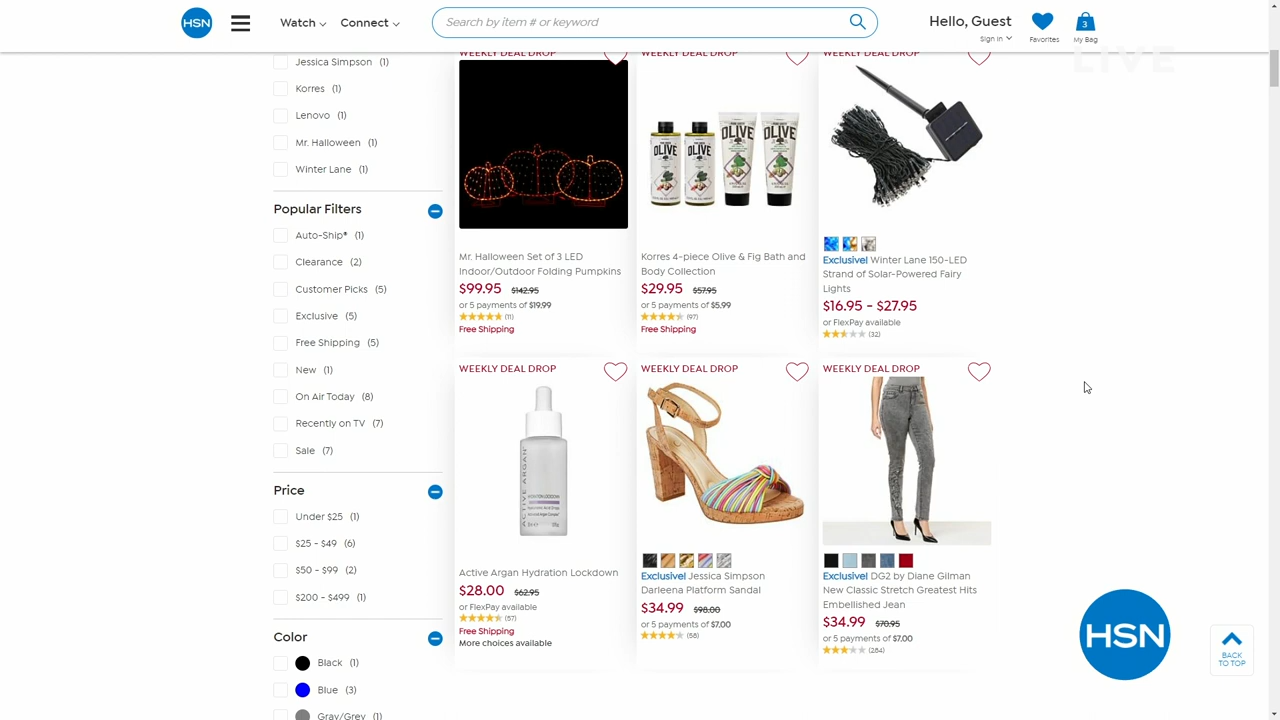 HSN
Watch
Connect
Search by item # or keyword
Hello, Guest
Sign In
Favorites
3
My Bag
LIVE
Jessica Simpson (1)
Korres (1)
Lenovo (1)
Mr. Halloween (1)
Winter Lane (1)
Popular Filters
Auto-Ship® (1)
Clearance (2)
Customer Picks (5)
Exclusive (5)
Free Shipping (5)
New (1)
On Air Today (8)
Recently on TV (7)
Sale (7)
Price
Under $25 (1)
$25 - $49 (6)
$50 - $99 (2)
$200 - $499 (1)
Color
Black (1)
Blue (3)
Gray/Grey (1)
WEEKLY DEAL DROP
Mr. Halloween Set of 3 LED
Indoor/Outdoor Folding Pumpkins
$99.95 $142.95
or 5 payments of $19.99
(11)
Free Shipping
WEEKLY DEAL DROP
OLIVE
OLIVE
OLIVE
OLIVE
Korres 4-piece Olive & Fig Bath and
Body Collection
$29.95 $57.95
or 5 payments of $5.99
(97)
Free Shipping
WEEKLY DEAL DROP
Exclusive! Winter Lane 150-LED
Strand of Solar-Powered Fairy
Lights
$16.95 - $27.95
or FlexPay available
(32)
WEEKLY DEAL DROP
ACTIVE ARGAN
HYDRATION LOCKDOWN
Active Argan Hydration Lockdown
$28.00 $62.95
or FlexPay available
(57)
Free Shipping
More choices available
WEEKLY DEAL DROP
Exclusive! Jessica Simpson
Darleena Platform Sandal
$34.99 $98.00
or 5 payments of $7.00
(58)
WEEKLY DEAL DROP
Exclusive! DG2 by Diane Gilman
New Classic Stretch Greatest Hits
Embellished Jean
$34.99 $70.95
or 5 payments of $7.00
(284)
HSN
BACK
TO TOP